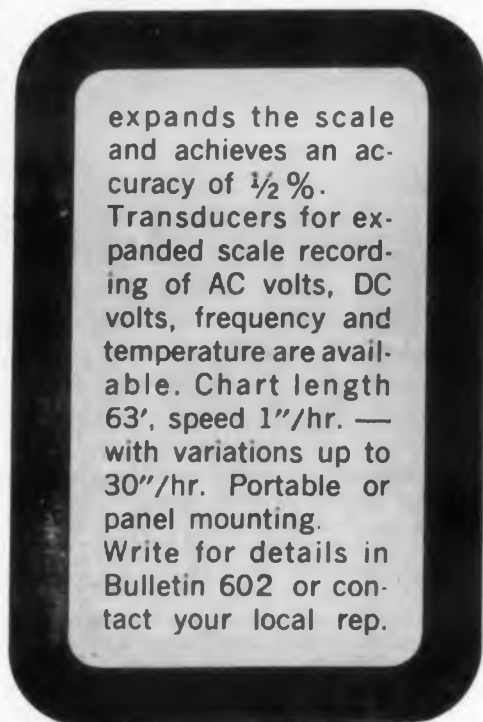 expands the scale
and achieves an ac-
curacy of ½%.
Transducers for ex-
panded scale record-
ing of AC volts, DC
volts, frequency and
temperature are avail-
able. Chart length
63′, speed 1″/hr. —
with variations up to
30″/hr. Portable or
panel mounting.
Write for details in
Bulletin 602 or con-
tact your local rep.